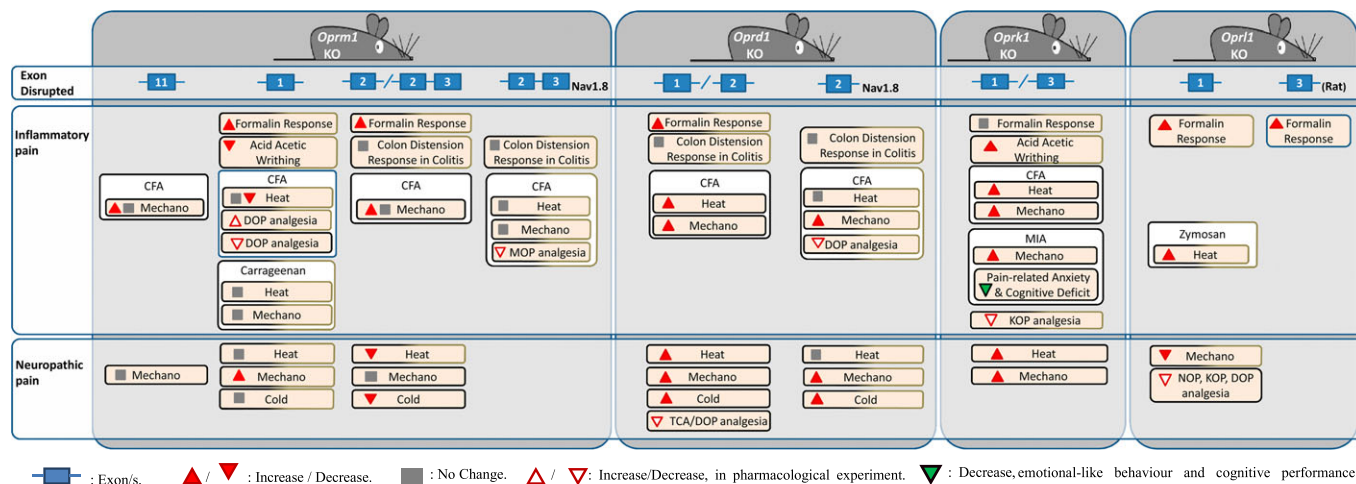 Oprm1
KO
Oprd1
KO
Oprk1
KO
Oprl1
KO
Exon
Disrupted
11
1
2 / 2 3
2 3 Nav1.8
1 / 2
2 Nav1.8
1 / 3
1
3 (Rat)
Inflammatory
pain
CFA
Mechano
Formalin Response
Acid Acetic
Writhing
CFA
Heat
DOP analgesia
DOP analgesia
Carrageenan
Heat
Mechano
Formalin Response
Colon Distension
Response in Colitis
CFA
Mechano
Colon Distension
Response in Colitis
CFA
Heat
Mechano
MOP analgesia
Formalin Response
Colon Distension
Response in Colitis
CFA
Heat
Mechano
Colon Distension
Response in Colitis
CFA
Heat
Mechano
DOP analgesia
Formalin Response
Acid Acetic
Writhing
CFA
Heat
Mechano
MIA
Mechano
Pain-related Anxiety
& Cognitive Deficit
KOP analgesia
Formalin
Response
Zymosan
Heat
Formalin
Response
Neuropathic
pain
Mechano
Heat
Mechano
Cold
Heat
Mechano
Cold
Heat
Mechano
Cold
TCA/DOP analgesia
Heat
Mechano
Cold
Heat
Mechano
Mechano
NOP, KOP, DOP
analgesia
: Exon/s. / : Increase / Decrease. : No Change. / : Increase/Decrease, in pharmacological experiment. : Decrease, emotional-like behaviour and cognitive performance